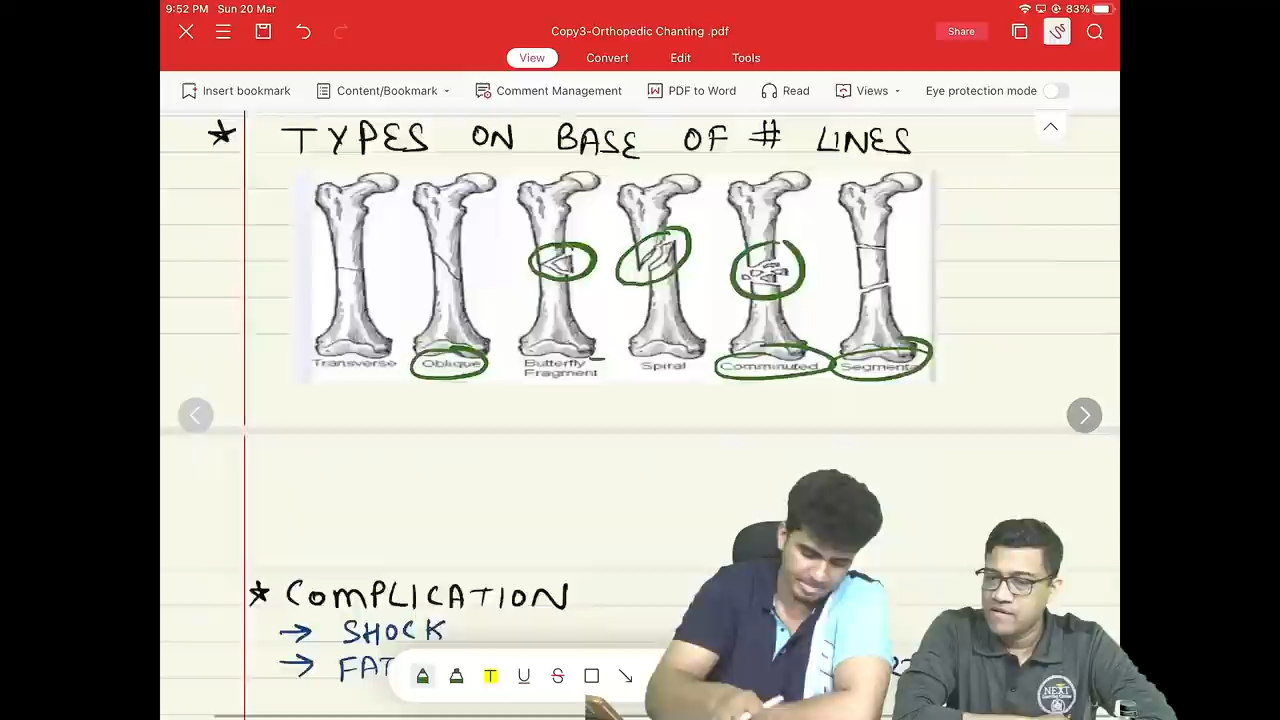 9:52 PM Sun 20 Mar 83%
Copy3-Orthopedic Chanting .pdf
Share
View Convert Edit Tools
Insert bookmark Content/Bookmark Comment Management PDF to Word Read Views Eye protection mode
★ TYPES ON BASE OF # LINES
Transverse Oblique Butterfly Fragment Spiral Comminuted
* COMPLICATION
→ SHOCK
→ FAT
T U S
NEXT